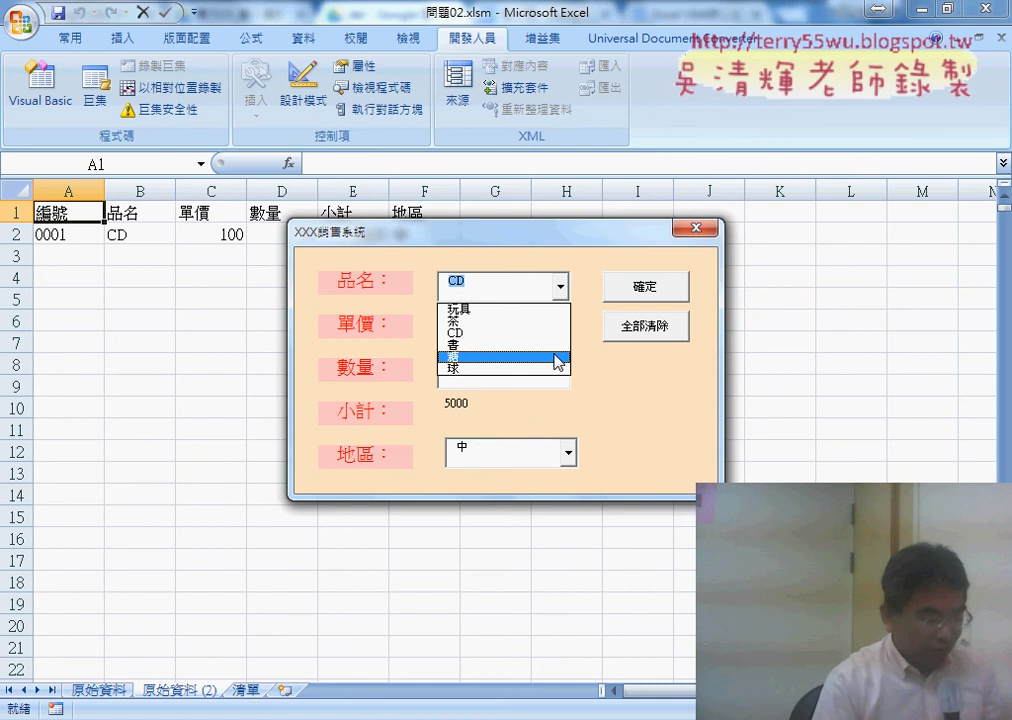 問題02.xlsm - Microsoft Excel
常用 插入 版面配置 公式 資料 校閱 檢視 開發人員 增益集 Universal Document Converter
http://terry55wu.blogspot.tw
吳清輝老師錄製
Visual Basic 巨集 錄製巨集 以相對位置錄製 巨集安全性
插入 設計模式 屬性 檢視程式碼 執行對話方塊
來源 對應內容 擴充套件 重新整理資料 匯入 匯出
程式碼 控制項 XML
A1 fx
A B C D E F G H I J K L M N
1 編號 品名 單價 數量 小計 地區
2 0001 CD 100
3
4
5
6
7
8
9
10
11
12
13
14
15
16
17
18
19
20
21
22
XXX銷售系統
品名： CD 確定
玩具
茶
CD
書
糖
球
單價： 全部清除
數量：
小計： 5000
地區： 中
原始資料 原始資料 (2) 清單
就緒